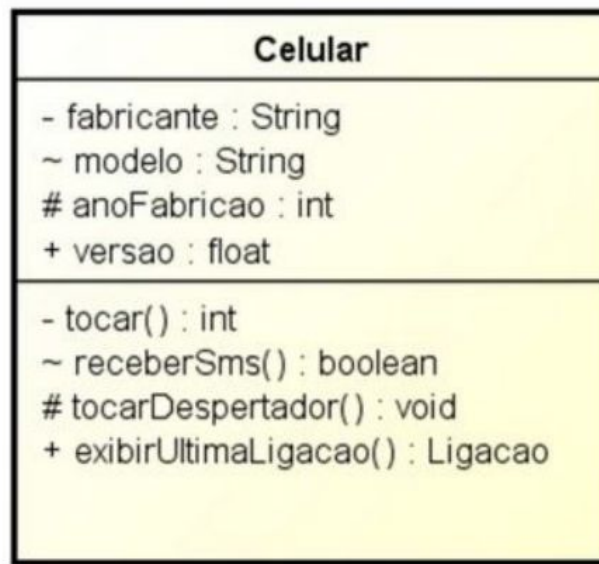 Celular
- fabricante : String
~ modelo : String
# anoFabricao : int
+ versao : float
- tocar() : int
~ receberSms() : boolean
# tocarDespertador() : void
+ exibirUltimaLigacao() : Ligacao